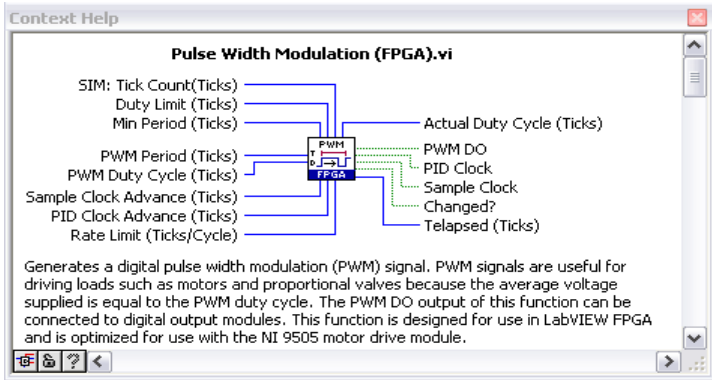 Context Help
Pulse Width Modulation (FPGA).vi
SIM: Tick Count(Ticks)
Duty Limit (Ticks)
Min Period (Ticks)
PWM Period (Ticks)
PWM Duty Cycle (Ticks)
Sample Clock Advance (Ticks)
PID Clock Advance (Ticks)
Rate Limit (Ticks/Cycle)
PWM
T
D
FPGA
Actual Duty Cycle (Ticks)
PWM DO
PID Clock
Sample Clock
Changed?
Telapsed (Ticks)
Generates a digital pulse width modulation (PWM) signal. PWM signals are useful for
driving loads such as motors and proportional valves because the average voltage
supplied is equal to the PWM duty cycle. The PWM DO output of this function can be
connected to digital output modules. This function is designed for use in LabVIEW FPGA
and is optimized for use with the NI 9505 motor drive module.
?